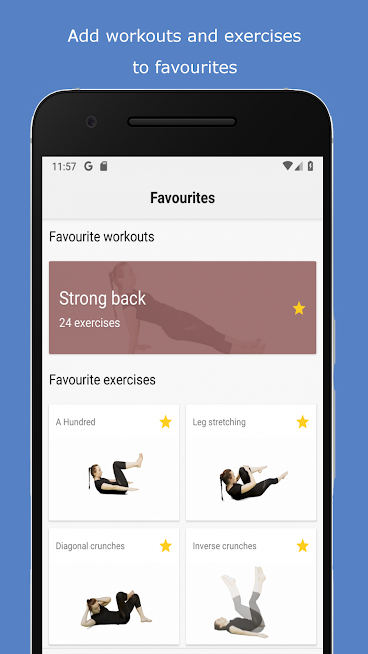 Add workouts and exercises
to favourites
11:57 G
Favourites
Favourite workouts
Strong back
24 exercises
Favourite exercises
A Hundred
Leg stretching
Diagonal crunches
Inverse crunches